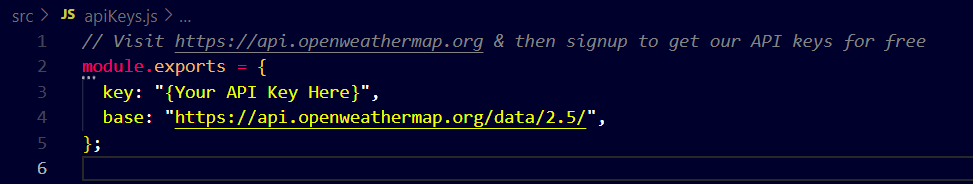 src > JS apiKeys.js > ...
1 // Visit https://api.openweathermap.org & then signup to get our API keys for free
2 module.exports = {
3 key: "{Your API Key Here}",
4 base: "https://api.openweathermap.org/data/2.5/",
5 };
6